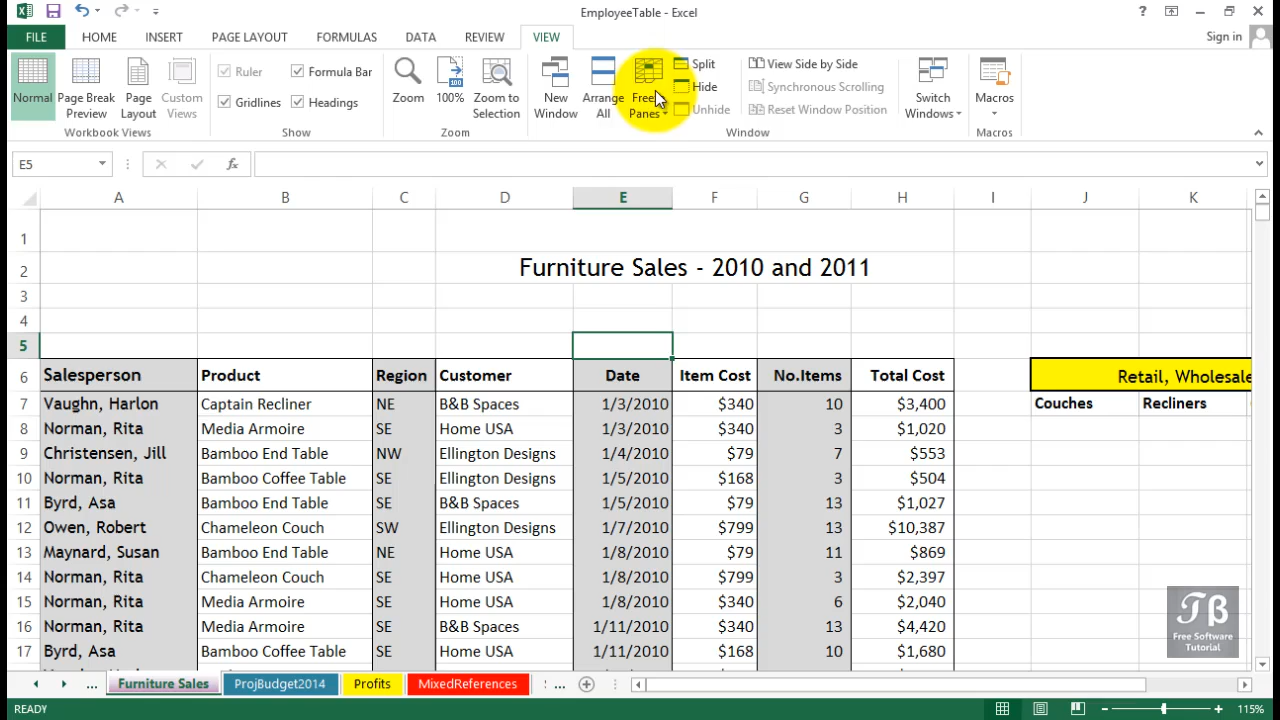 EmployeeTable - Excel
?
FILE HOME INSERT PAGE LAYOUT FORMULAS DATA REVIEW VIEW Sign in
Normal
Page Break Preview
Page Layout
Custom Views
Workbook Views
Ruler
Formula Bar
Gridlines
Headings
Show
Zoom
100
100%
Zoom to Selection
Zoom
New Window
Arrange All
Panes
Split
Hide
Unhide
View Side by Side
Synchronous Scrolling
Reset Window Position
Switch Windows
Window
Macros
Macros
E5 fx
A B C D E F G H I J K
1
2 Furniture Sales - 2010 and 2011
3
4
5
6 Salesperson Product Region Customer Date Item Cost No.Items Total Cost Retail, Wholesale
7 Vaughn, Harlon Captain Recliner NE B&B Spaces 1/3/2010 $340 10 $3,400 Couches Recliners
8 Norman, Rita Media Armoire SE Home USA 1/3/2010 $340 3 $1,020
9 Christensen, Jill Bamboo End Table NW Ellington Designs 1/4/2010 $79 7 $553
10 Norman, Rita Bamboo Coffee Table SE Ellington Designs 1/5/2010 $168 3 $504
11 Byrd, Asa Bamboo End Table SE B&B Spaces 1/5/2010 $79 13 $1,027
12 Owen, Robert Chameleon Couch SW Ellington Designs 1/7/2010 $799 13 $10,387
13 Maynard, Susan Bamboo End Table NE Home USA 1/8/2010 $79 11 $869
14 Norman, Rita Chameleon Couch SE Home USA 1/8/2010 $799 3 $2,397
15 Norman, Rita Media Armoire SE Home USA 1/8/2010 $340 6 $2,040
16 Norman, Rita Media Armoire SE B&B Spaces 1/11/2010 $340 13 $4,420
17 Byrd, Asa Bamboo Coffee Table SE Home USA 1/11/2010 $168 10 $1,680
TB
Free Software
Tutorial
... Furniture Sales ProjBudget2014 Profits MixedReferences ...
READY 115%